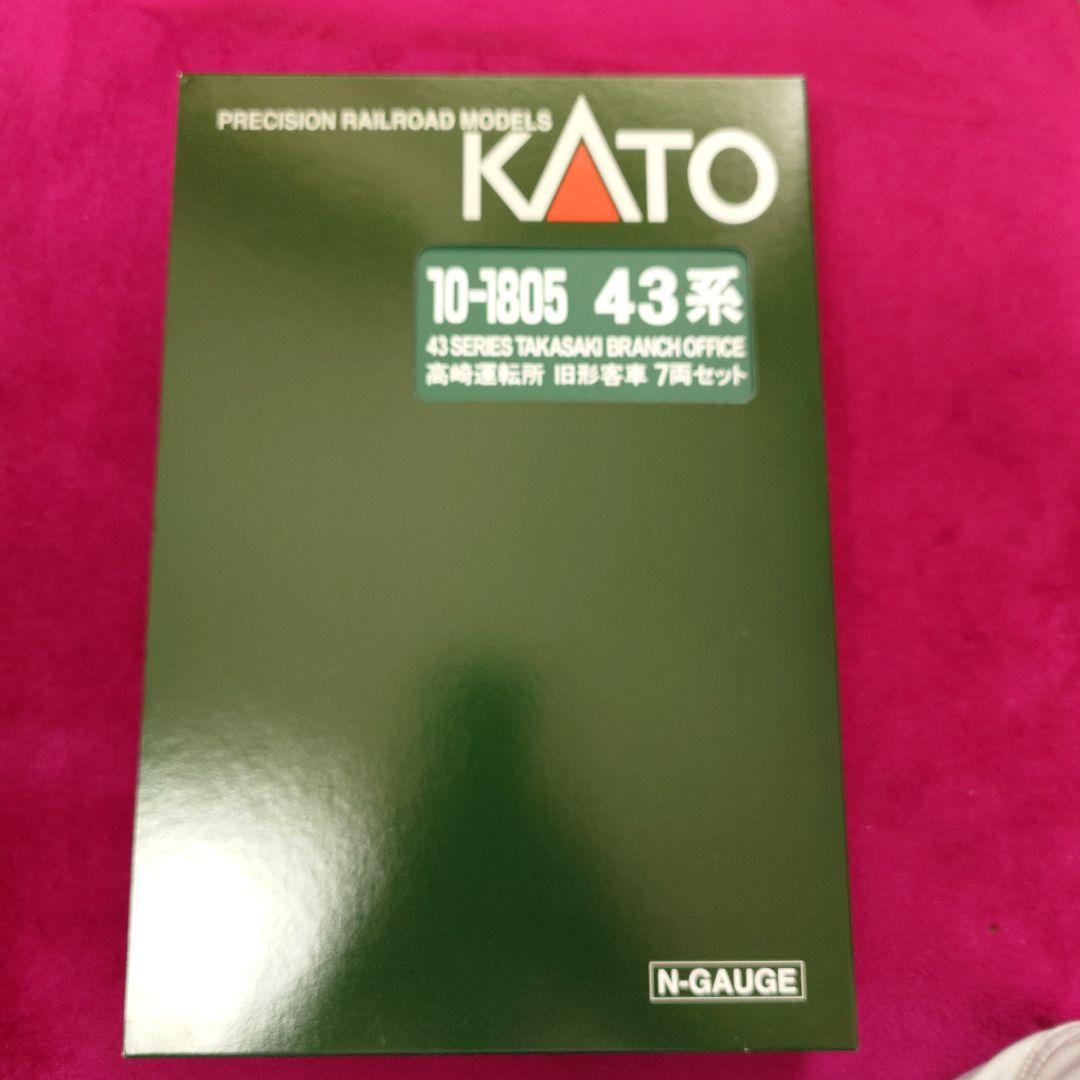 PRECISION RAILROAD MODELS
KATO
10-1805 43系
43 SERIES TAKASAKI BRANCH OFFICE
高崎運転所 旧形客車 7両セット
N-GAUGE